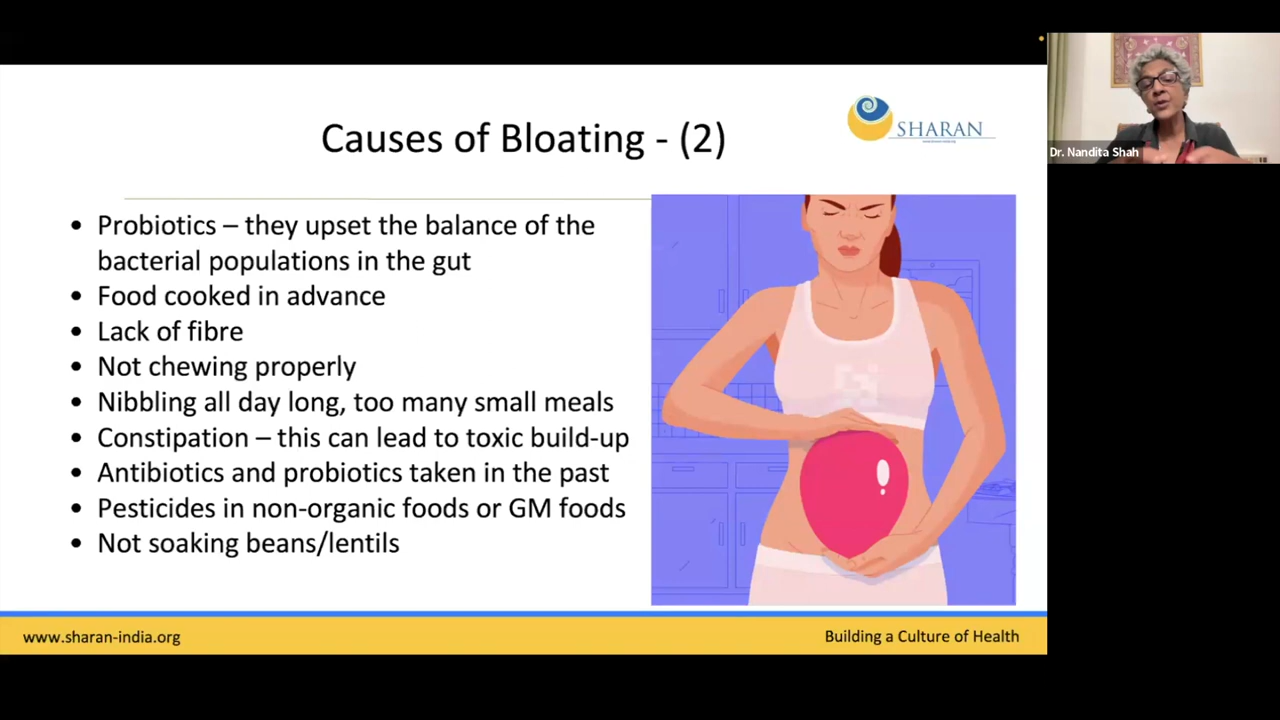 Causes of Bloating - (2)
SHARAN
• Probiotics – they upset the balance of the
bacterial populations in the gut
• Food cooked in advance
• Lack of fibre
• Not chewing properly
• Nibbling all day long, too many small meals
• Constipation – this can lead to toxic build-up
• Antibiotics and probiotics taken in the past
• Pesticides in non-organic foods or GM foods
• Not soaking beans/lentils
www.sharan-india.org
Building a Culture of Health
Dr. Nandita Shah